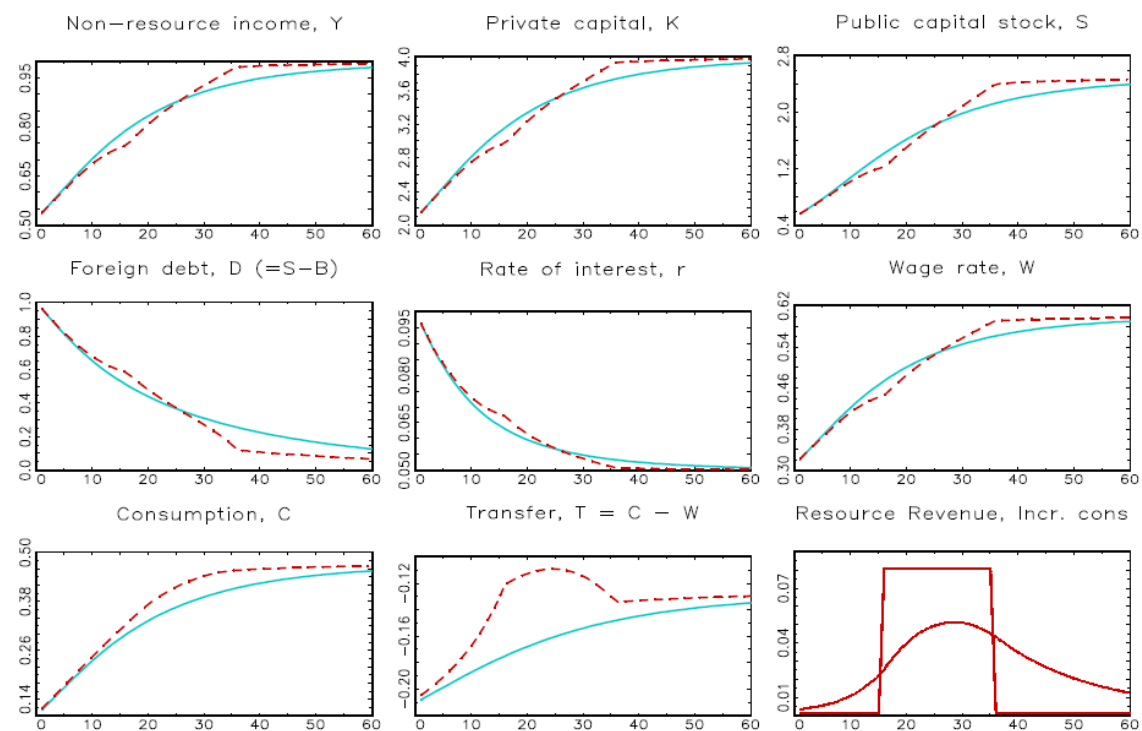 Non-resource income, Y
Private capital, K
Public capital stock, S
0.50 0.65 0.80 0.95
0 10 20 30 40 50 60
2.0 2.4 2.8 3.2 3.6 4.0
0 10 20 30 40 50 60
0.4 1.2 2.0 2.8
0 10 20 30 40 50 60
Foreign debt, D (=S-B)
Rate of interest, r
Wage rate, W
0.0 0.2 0.4 0.6 0.8 1.0
0 10 20 30 40 50 60
0.050 0.065 0.080 0.095
0 10 20 30 40 50 60
0.30 0.38 0.46 0.54 0.62
0 10 20 30 40 50 60
Consumption, C
Transfer, T = C - W
Resource Revenue, Incr. cons
0.14 0.26 0.38 0.50
0 10 20 30 40 50 60
-0.20 -0.16 -0.12
0 10 20 30 40 50 60
0.01 0.04 0.07
0 10 20 30 40 50 60